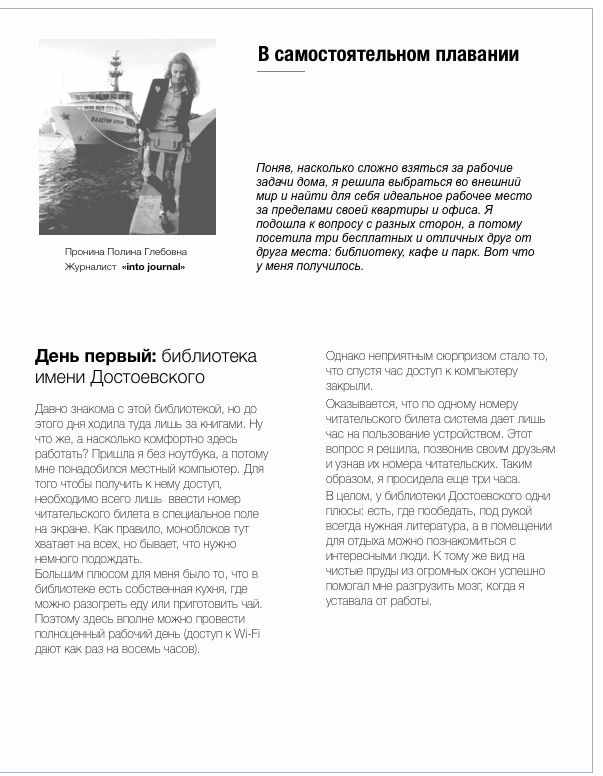 В самостоятельном плавании
Поняв, насколько сложно взяться за рабочие
задачи дома, я решила выбраться во внешний
мир и найти для себя идеальное рабочее место
за пределами своей квартиры и офиса. Я
подошла к вопросу с разных сторон, а потому
посетила три бесплатных и отличных друг от
друга места: библиотеку, кафе и парк. Вот что
у меня получилось.
Пронина Полина Глебовна
Журналист «into journal»
День первый: библиотека
имени Достоевского
Давно знакома с этой библиотекой, но до
этого дня ходила туда лишь за книгами. Ну
что же, а насколько комфортно здесь
работать? Пришла я без ноутбука, а потому
мне понадобился местный компьютер. Для
того чтобы получить к нему доступ,
необходимо всего лишь ввести номер
читательского билета в специальное поле
на экране. Как правило, моноблоков тут
хватает на всех, но бывает, что нужно
немного подождать.
Большим плюсом для меня было то, что в
библиотеке есть собственная кухня, где
можно разогреть еду или приготовить чай.
Поэтому здесь вполне можно провести
полноценный рабочий день (доступ к Wi-Fi
дают как раз на восемь часов).
Однако неприятным сюрпризом стало то,
что спустя час доступ к компьютеру
закрыли.
Оказывается, что по одному номеру
читательского билета система дает лишь
час на пользование устройством. Этот
вопрос я решила, позвонив своим друзьям
и узнав их номера читательских. Таким
образом, я просидела еще три часа.
В целом, у библиотеки Достоевского одни
плюсы: есть, где пообедать, под рукой
всегда нужная литература, а в помещении
для отдыха можно познакомиться с
интересными люди. К тому же вид на
чистые пруды из огромных окон успешно
помогал мне разгрузить мозг, когда я
уставала от работы.